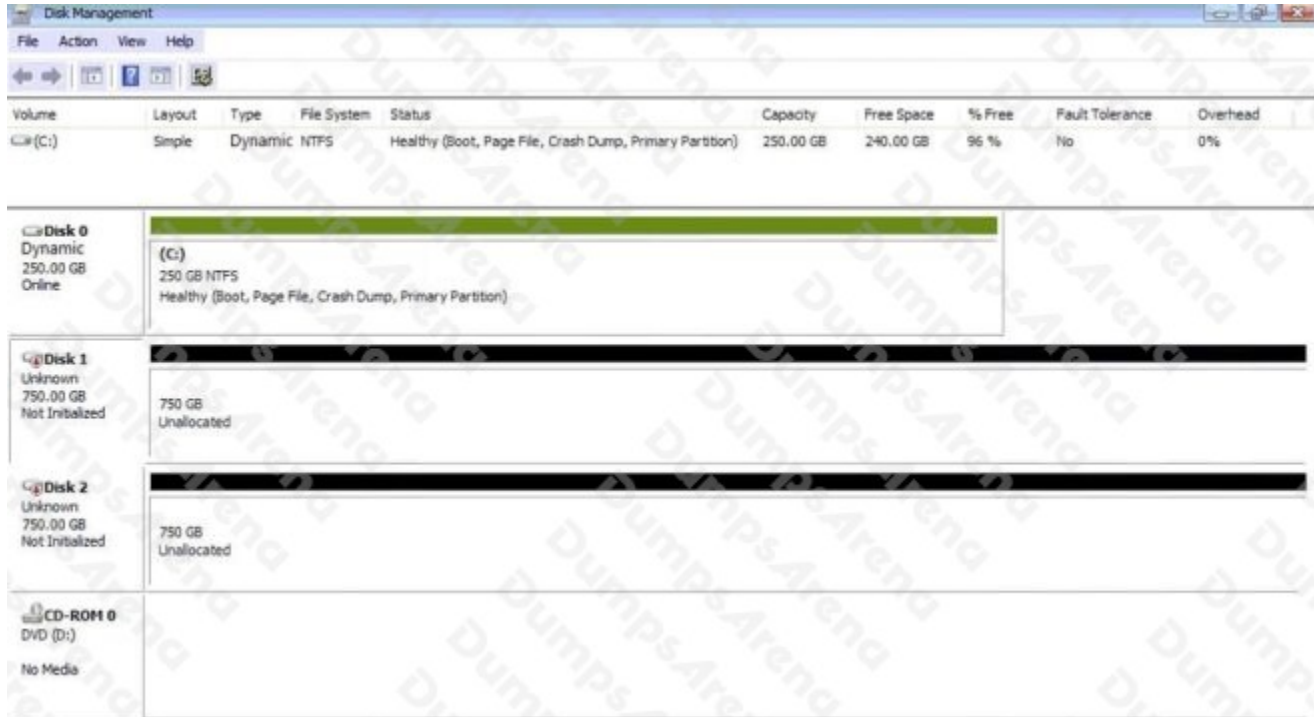 Disk Management
File Action View Help
Volume Layout Type File System Status Capacity Free Space % Free Fault Tolerance Overhead
(C:) Simple Dynamic NTFS Healthy (Boot, Page File, Crash Dump, Primary Partition) 250.00 GB 240.00 GB 96 % No 0%
Disk 0
Dynamic
250.00 GB
Online
(C:)
250 GB NTFS
Healthy (Boot, Page File, Crash Dump, Primary Partition)
Disk 1
Unknown
750.00 GB
Not Initialized
750 GB
Unallocated
Disk 2
Unknown
750.00 GB
Not Initialized
750 GB
Unallocated
CD-ROM 0
DVD (D:)
No Media
DumpsArena